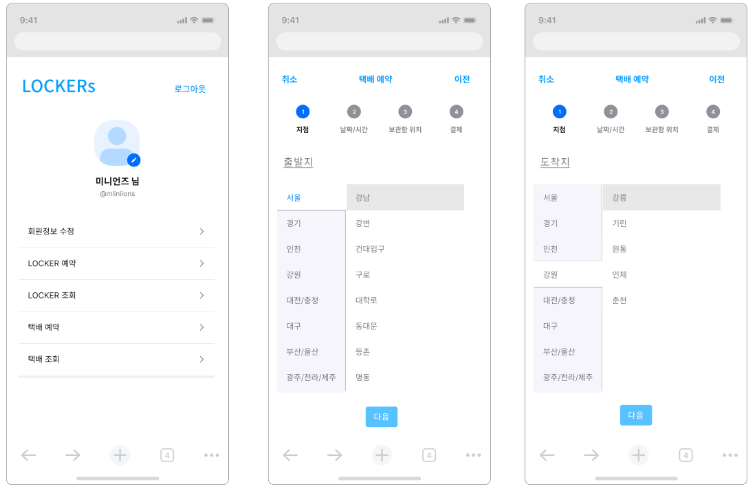 9:41
LOCKERs
로그아웃
미니언즈 님
@miniions
회원정보 수정
LOCKER 예약
LOCKER 조회
택배 예약
택배 조회
4
9:41
취소 택배 예약 이전
1 2 3 4
지점 날짜/시간 보관함 위치 결제
출발지
서울 강남
경기 강변
인천 건대입구
강원 구로
대전/충청 대학로
대구 동대문
부산/울산 등촌
광주/전라/제주 명동
다음
4
9:41
취소 택배 예약 이전
1 2 3 4
지점 날짜/시간 보관함 위치 결제
도착지
서울 강릉
경기 기린
인천 원통
강원 인제
대전/충청 춘천
대구
부산/울산
광주/전라/제주
다음
4